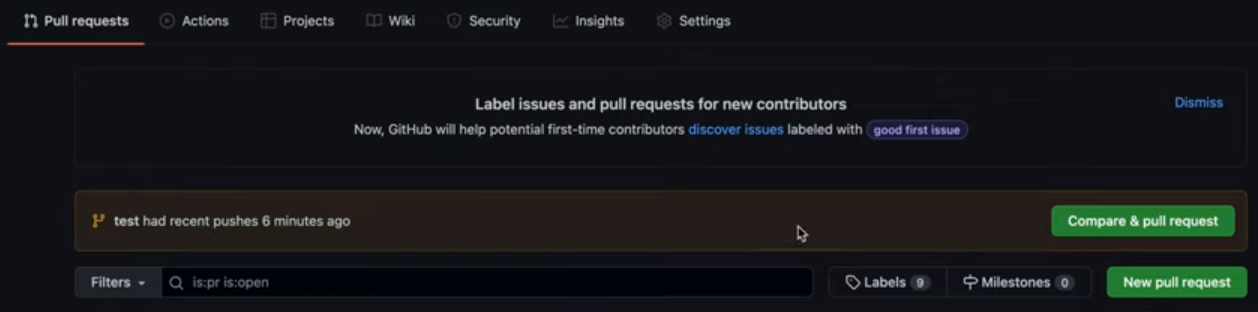 Pull requests Actions Projects Wiki Security Insights Settings
Label issues and pull requests for new contributors
Dismiss
Now, GitHub will help potential first-time contributors discover issues labeled with good first issue
test had recent pushes 6 minutes ago
Compare & pull request
Filters is:pr is:open Labels 9 Milestones 0 New pull request